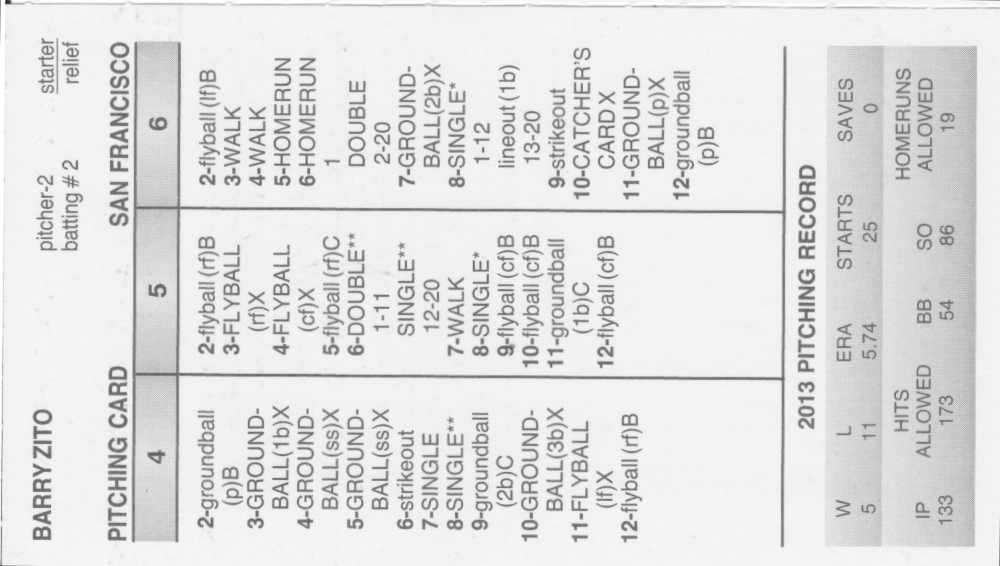 BARRY ZITO
pitcher-2 starter
batting # 2 relief
PITCHING CARD SAN FRANCISCO
4
2-groundball
(p)B
3-GROUND-
BALL(1b)X
4-GROUND-
BALL(ss)X
5-GROUND-
BALL(ss)X
6-strikeout
7-SINGLE
8-SINGLE**
9-groundball
(2b)C
10-GROUND-
BALL(3b)X
11-FLYBALL
(lf)X
12-flyball (rf)B
5
2-flyball (rf)B
3-FLYBALL
(rf)X
4-FLYBALL
(cf)X
5-flyball (rf)C
6-DOUBLE**
1-11
SINGLE**
12-20
7-WALK
8-SINGLE*
9-flyball (cf)B
10-flyball (cf)B
11-groundball
(1b)C
12-flyball (cf)B
6
2-flyball (lf)B
3-WALK
4-WALK
5-HOMERUN
6-HOMERUN
1
DOUBLE
2-20
7-GROUND-
BALL(2b)X
8-SINGLE*
1-12
lineout (1b)
13-20
9-strikeout
10-CATCHER'S
CARD X
11-GROUND-
BALL(p)X
12-groundball
(p)B
2013 PITCHING RECORD
W L ERA STARTS SAVES
5 11 5.74 25 0
HITS HOMERUNS
IP ALLOWED BB SO ALLOWED
133 173 54 86 19